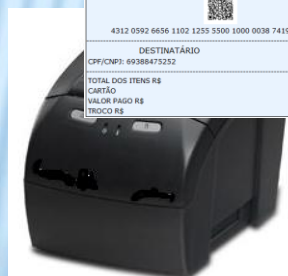 4312 0592 6656 1102 1255 5500 1000 0038 7419
DESTINATÁRIO
CPF/CNPJ: 69388475252
TOTAL DOS ITENS R$
CARTÃO
VALOR PAGO R$
TROCO R$